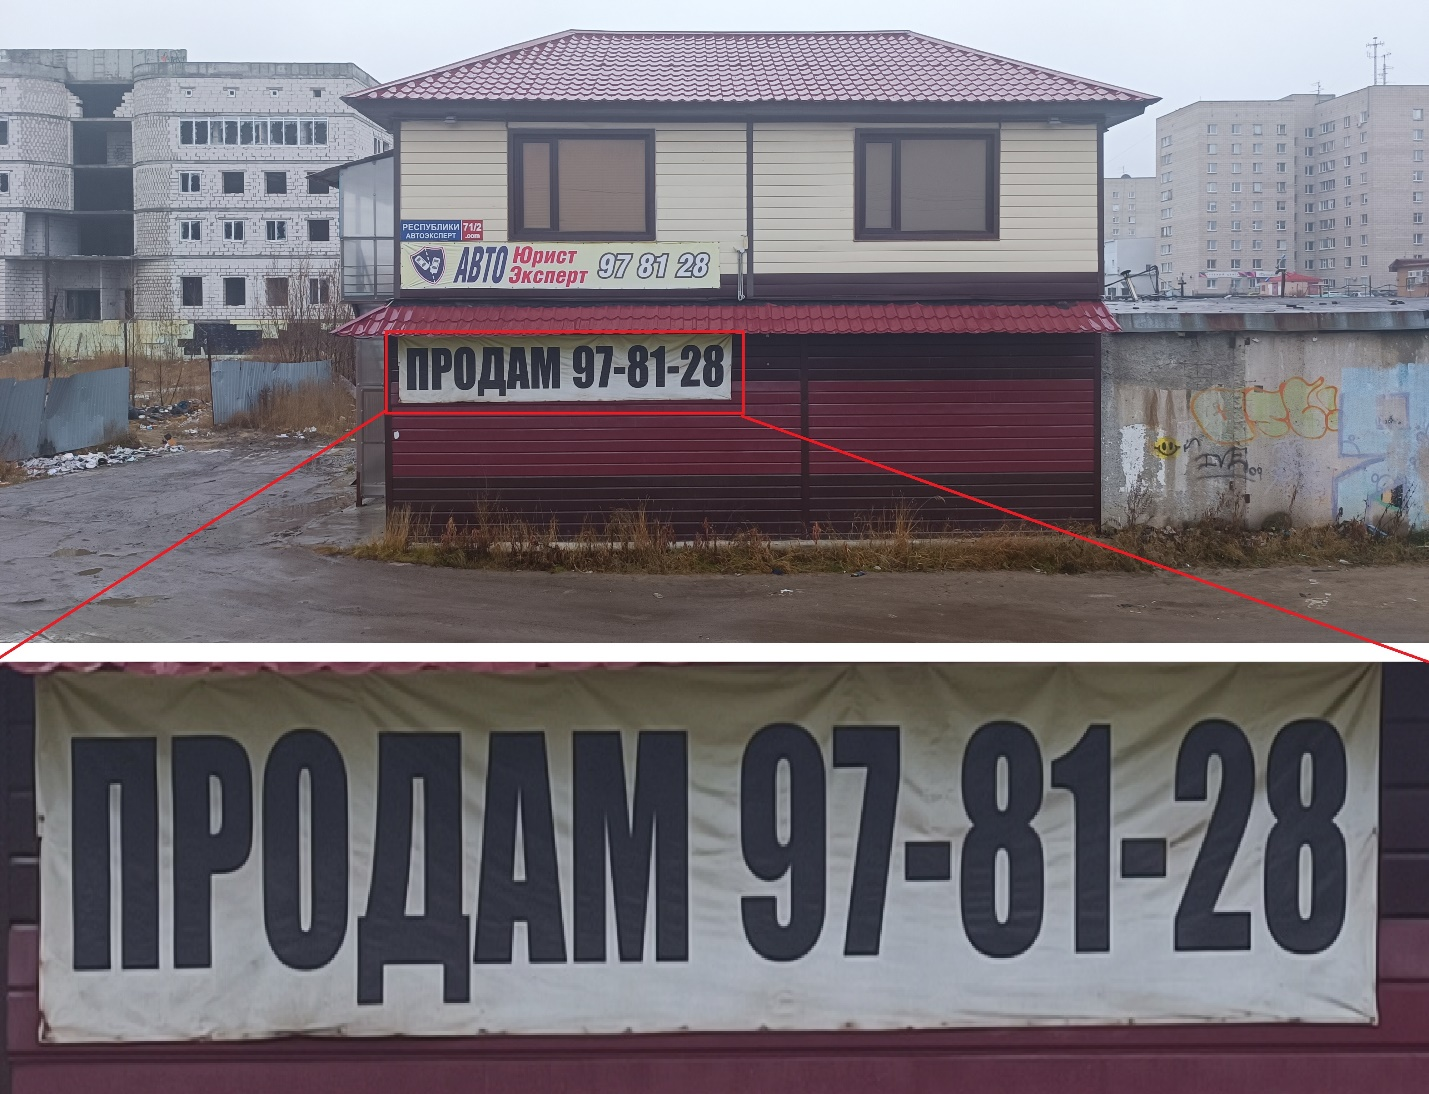 РЕСПУБЛИКИ 71/2
АВТОЭКСПЕРТ .com
АВТО Юрист Эксперт 97 81 28
ПРОДАМ 97-81-28
ПРОДАМ 97-81-28